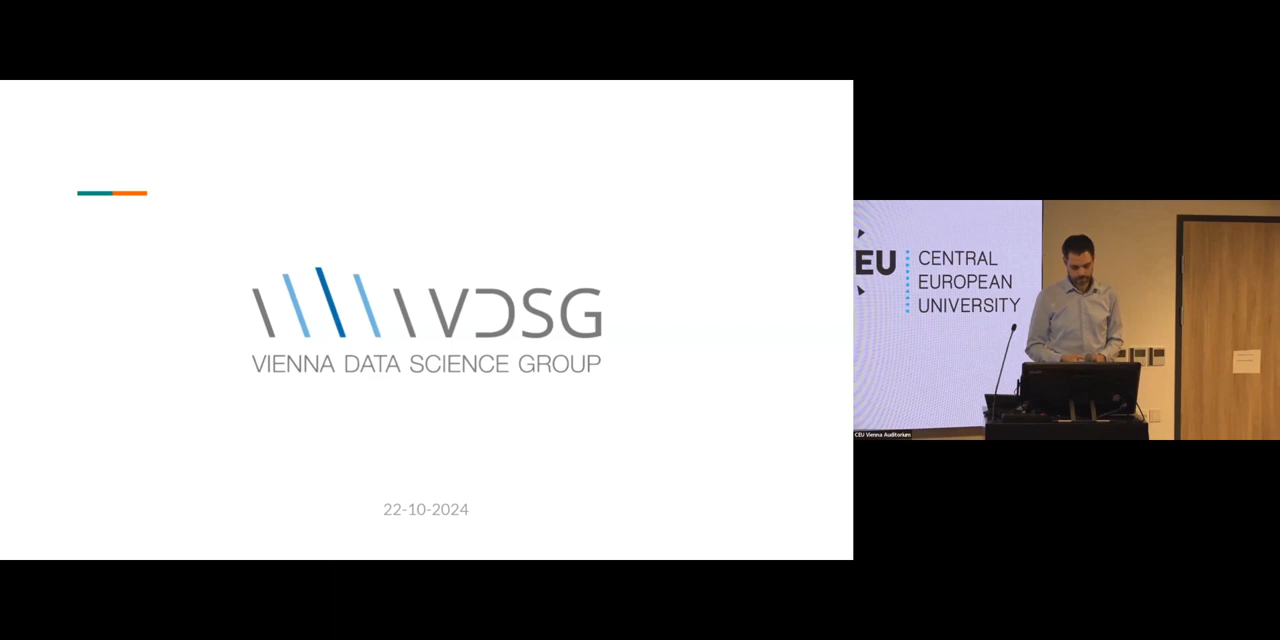 VDSG
VIENNA DATA SCIENCE GROUP
22-10-2024
EU
CENTRAL
EUROPEAN
UNIVERSITY
CEU Vienna Auditorium